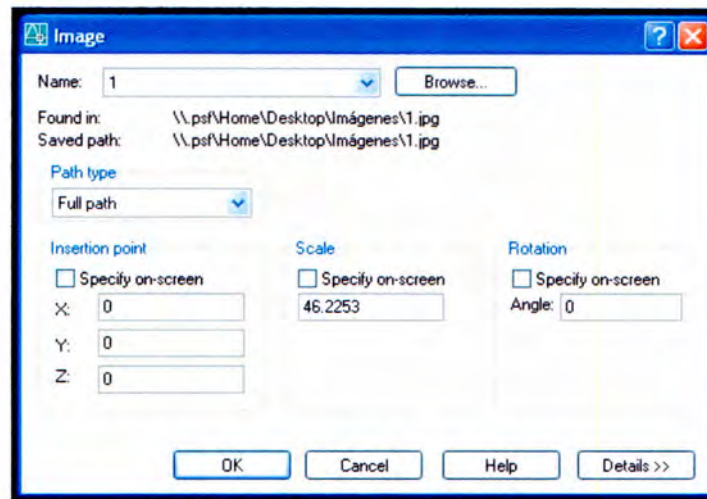 Image
Name: 1 Browse...
Found in: \\.psf\Home\Desktop\Imágenes\1.jpg
Saved path: \\.psf\Home\Desktop\Imágenes\1.jpg
Path type
Full path
Insertion point Scale Rotation
Specify on-screen Specify on-screen Specify on-screen
X: 0 46.2253 Angle: 0
Y: 0
Z: 0
OK Cancel Help Details >>